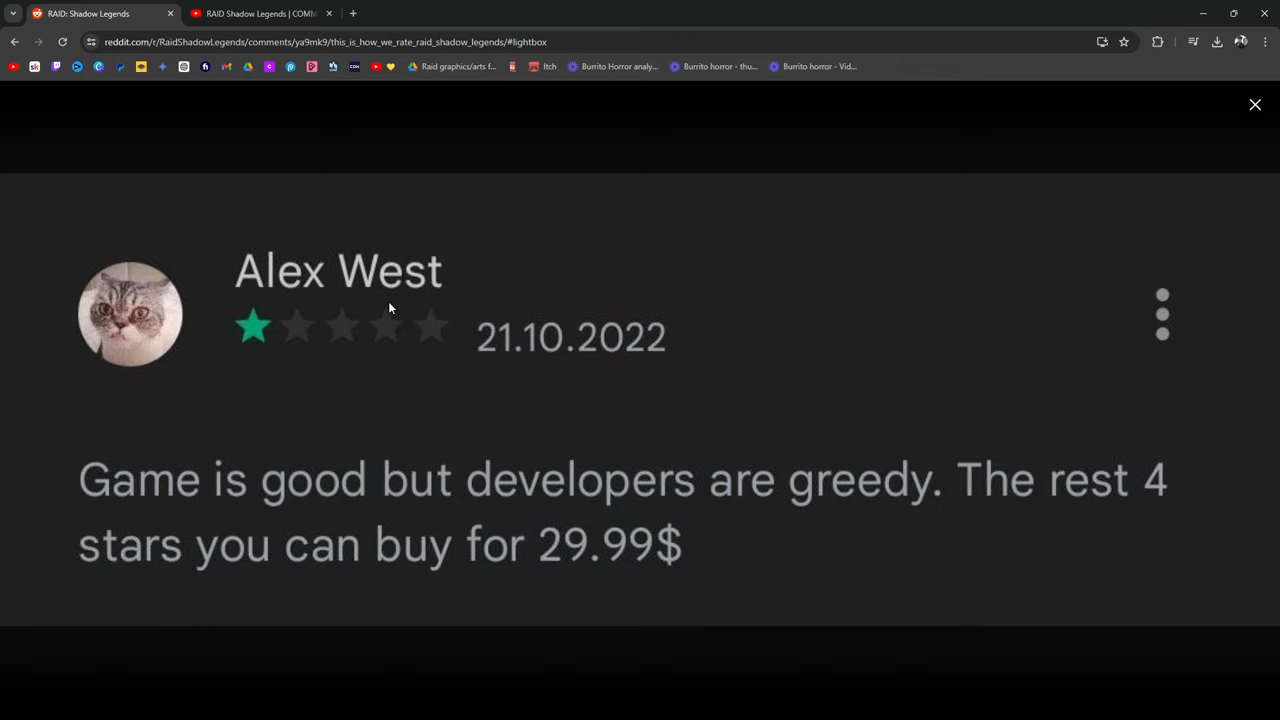 RAID: Shadow Legends
RAID Shadow Legends | COMM
reddit.com/r/RaidShadowLegends/comments/ya9mk9/this_is_how_we_rate_raid_shadow_legends/#lightbox
Raid graphics/arts f...
Itch
Burrito Horror analy...
Burrito horror - thu...
Burrito horror - Vid...
Alex West
21.10.2022
Game is good but developers are greedy. The rest 4
stars you can buy for 29.99$